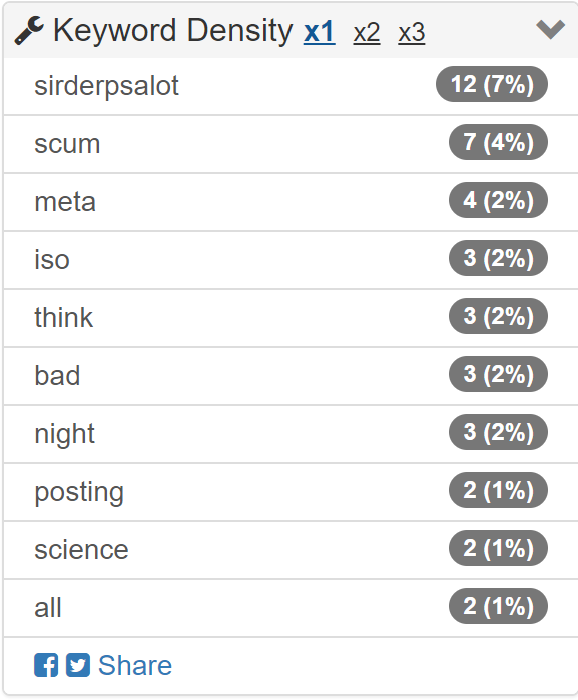 Keyword Density x1 x2 x3
sirderpsalot 12 (7%)
scum 7 (4%)
meta 4 (2%)
iso 3 (2%)
think 3 (2%)
bad 3 (2%)
night 3 (2%)
posting 2 (1%)
science 2 (1%)
all 2 (1%)
Share